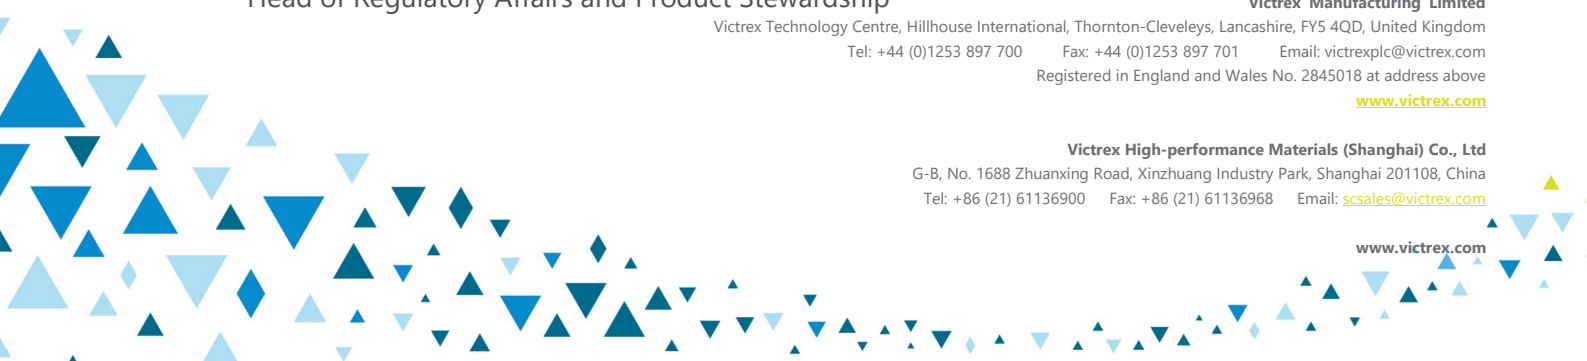 Head of Regulatory Affairs and Product Stewardship
Victrex Manufacturing Limited
Victrex Technology Centre, Hillhouse International, Thornton-Cleveleys, Lancashire, FY5 4QD, United Kingdom
Tel: +44 (0)1253 897 700 Fax: +44 (0)1253 897 701 Email: victrexplc@victrex.com
Registered in England and Wales No. 2845018 at address above
www.victrex.com
Victrex High-performance Materials (Shanghai) Co., Ltd
G-B, No. 1688 Zhuanxing Road, Xinzhuang Industry Park, Shanghai 201108, China
Tel: +86 (21) 61136900 Fax: +86 (21) 61136968 Email: scsales@victrex.com
www.victrex.com